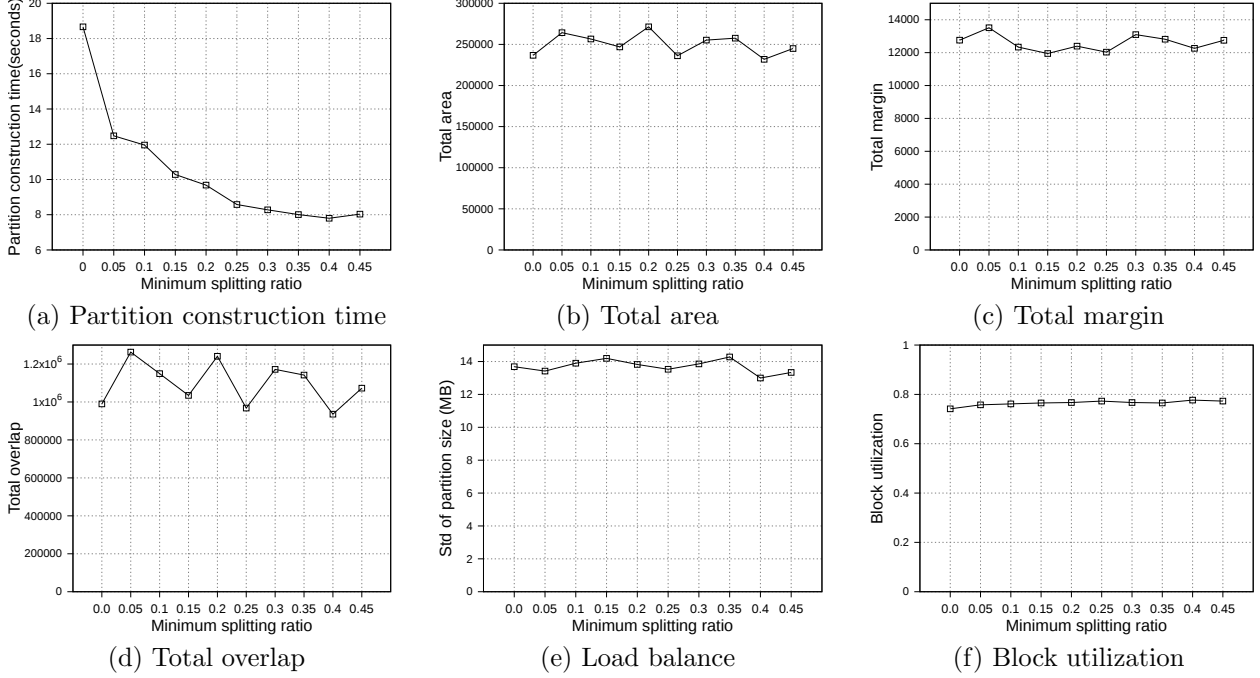 Partition construction time(seconds)
20
18
16
14
12
10
8
6
0 0.05 0.1 0.15 0.2 0.25 0.3 0.35 0.4 0.45
Minimum splitting ratio
(a) Partition construction time
Total area
300000
250000
200000
150000
100000
50000
0
0.0 0.05 0.1 0.15 0.2 0.25 0.3 0.35 0.4 0.45
Minimum splitting ratio
(b) Total area
Total margin
14000
12000
10000
8000
6000
4000
2000
0
0.0 0.05 0.1 0.15 0.2 0.25 0.3 0.35 0.4 0.45
Minimum splitting ratio
(c) Total margin
Total overlap
1.2x10⁶
1x10⁶
800000
600000
400000
200000
0
0.0 0.05 0.1 0.15 0.2 0.25 0.3 0.35 0.4 0.45
Minimum splitting ratio
(d) Total overlap
Std of partition size (MB)
14
12
10
8
6
4
2
0
0.0 0.05 0.1 0.15 0.2 0.25 0.3 0.35 0.4 0.45
Minimum splitting ratio
(e) Load balance
Block utilization
1
0.8
0.6
0.4
0.2
0
0.0 0.05 0.1 0.15 0.2 0.25 0.3 0.35 0.4 0.45
Minimum splitting ratio
(f) Block utilization